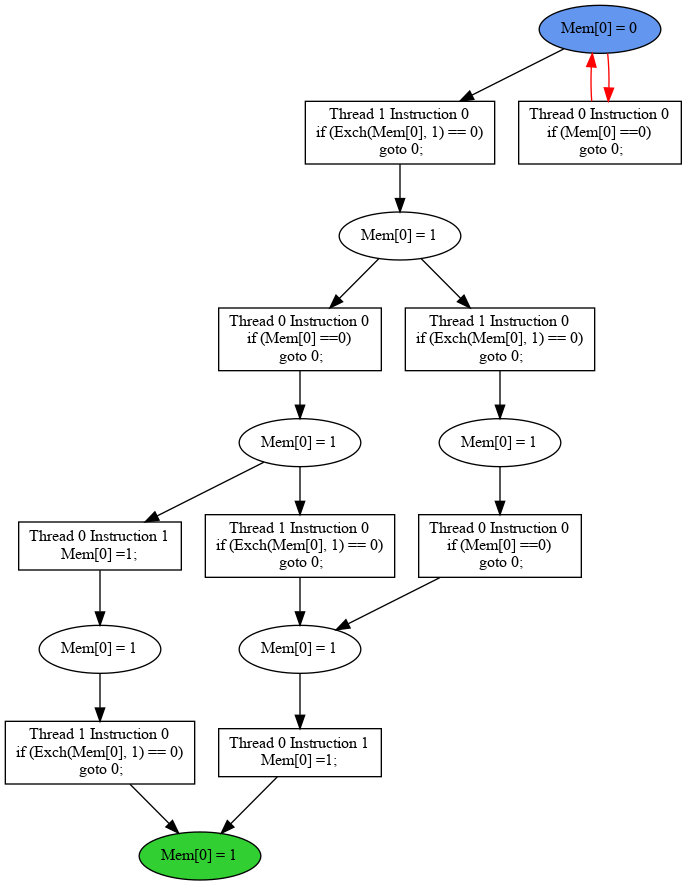 Mem[0] = 0
Thread 1 Instruction 0
if (Exch(Mem[0], 1) == 0)
goto 0;
Thread 0 Instruction 0
if (Mem[0] ==0)
goto 0;
Mem[0] = 1
Thread 0 Instruction 0
if (Mem[0] ==0)
goto 0;
Thread 1 Instruction 0
if (Exch(Mem[0], 1) == 0)
goto 0;
Mem[0] = 1
Mem[0] = 1
Thread 0 Instruction 1
Mem[0] =1;
Thread 1 Instruction 0
if (Exch(Mem[0], 1) == 0)
goto 0;
Thread 0 Instruction 0
if (Mem[0] ==0)
goto 0;
Mem[0] = 1
Mem[0] = 1
Thread 1 Instruction 0
if (Exch(Mem[0], 1) == 0)
goto 0;
Thread 0 Instruction 1
Mem[0] =1;
Mem[0] = 1